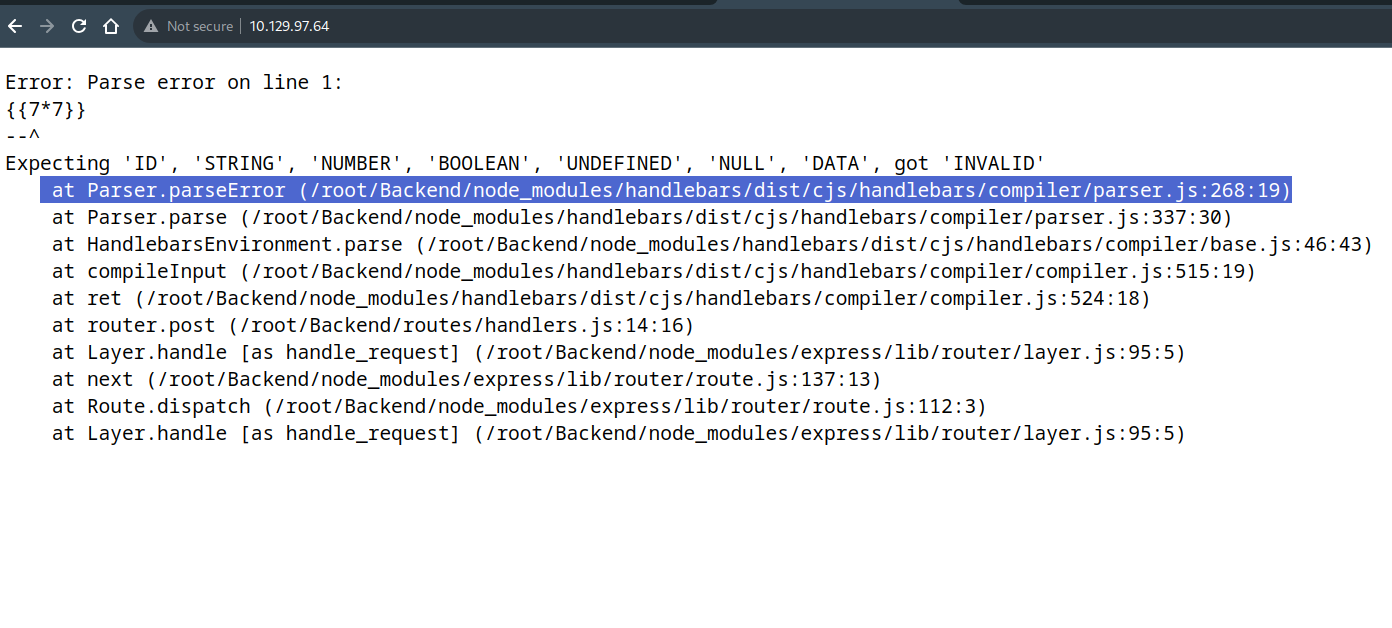 Not secure 10.129.97.64
Error: Parse error on line 1:
{{7*7}}
--^
Expecting 'ID', 'STRING', 'NUMBER', 'BOOLEAN', 'UNDEFINED', 'NULL', 'DATA', got 'INVALID'
    at Parser.parseError (/root/Backend/node_modules/handlebars/dist/cjs/handlebars/compiler/parser.js:268:19)
    at Parser.parse (/root/Backend/node_modules/handlebars/dist/cjs/handlebars/compiler/parser.js:337:30)
    at HandlebarsEnvironment.parse (/root/Backend/node_modules/handlebars/dist/cjs/handlebars/compiler/base.js:46:43)
    at compileInput (/root/Backend/node_modules/handlebars/dist/cjs/handlebars/compiler/compiler.js:515:19)
    at ret (/root/Backend/node_modules/handlebars/dist/cjs/handlebars/compiler/compiler.js:524:18)
    at router.post (/root/Backend/routes/handlers.js:14:16)
    at Layer.handle [as handle_request] (/root/Backend/node_modules/express/lib/router/layer.js:95:5)
    at next (/root/Backend/node_modules/express/lib/router/route.js:137:13)
    at Route.dispatch (/root/Backend/node_modules/express/lib/router/route.js:112:3)
    at Layer.handle [as handle_request] (/root/Backend/node_modules/express/lib/router/layer.js:95:5)